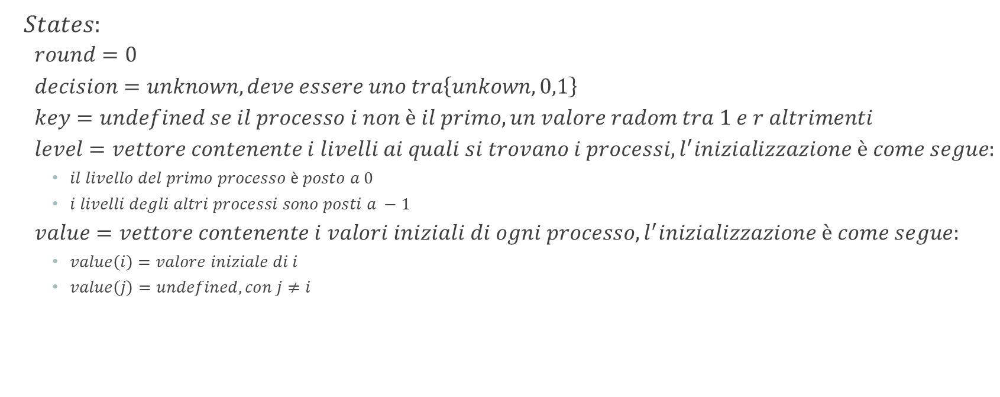 States:
round = 0
decision = unknown, deve essere uno tra{unkown, 0,1}
key = undefined se il processo i non è il primo, un valore radom tra 1 e r altrimenti
level = vettore contenente i livelli ai quali si trovano i processi, l'inizializzazione è come segue:
• il livello del primo processo è posto a 0
• i livelli degli altri processi sono posti a − 1
value = vettore contenente i valori iniziali di ogni processo, l'inizializzazione è come segue:
• value(i) = valore iniziale di i
• value(j) = undefined, con j ≠ i